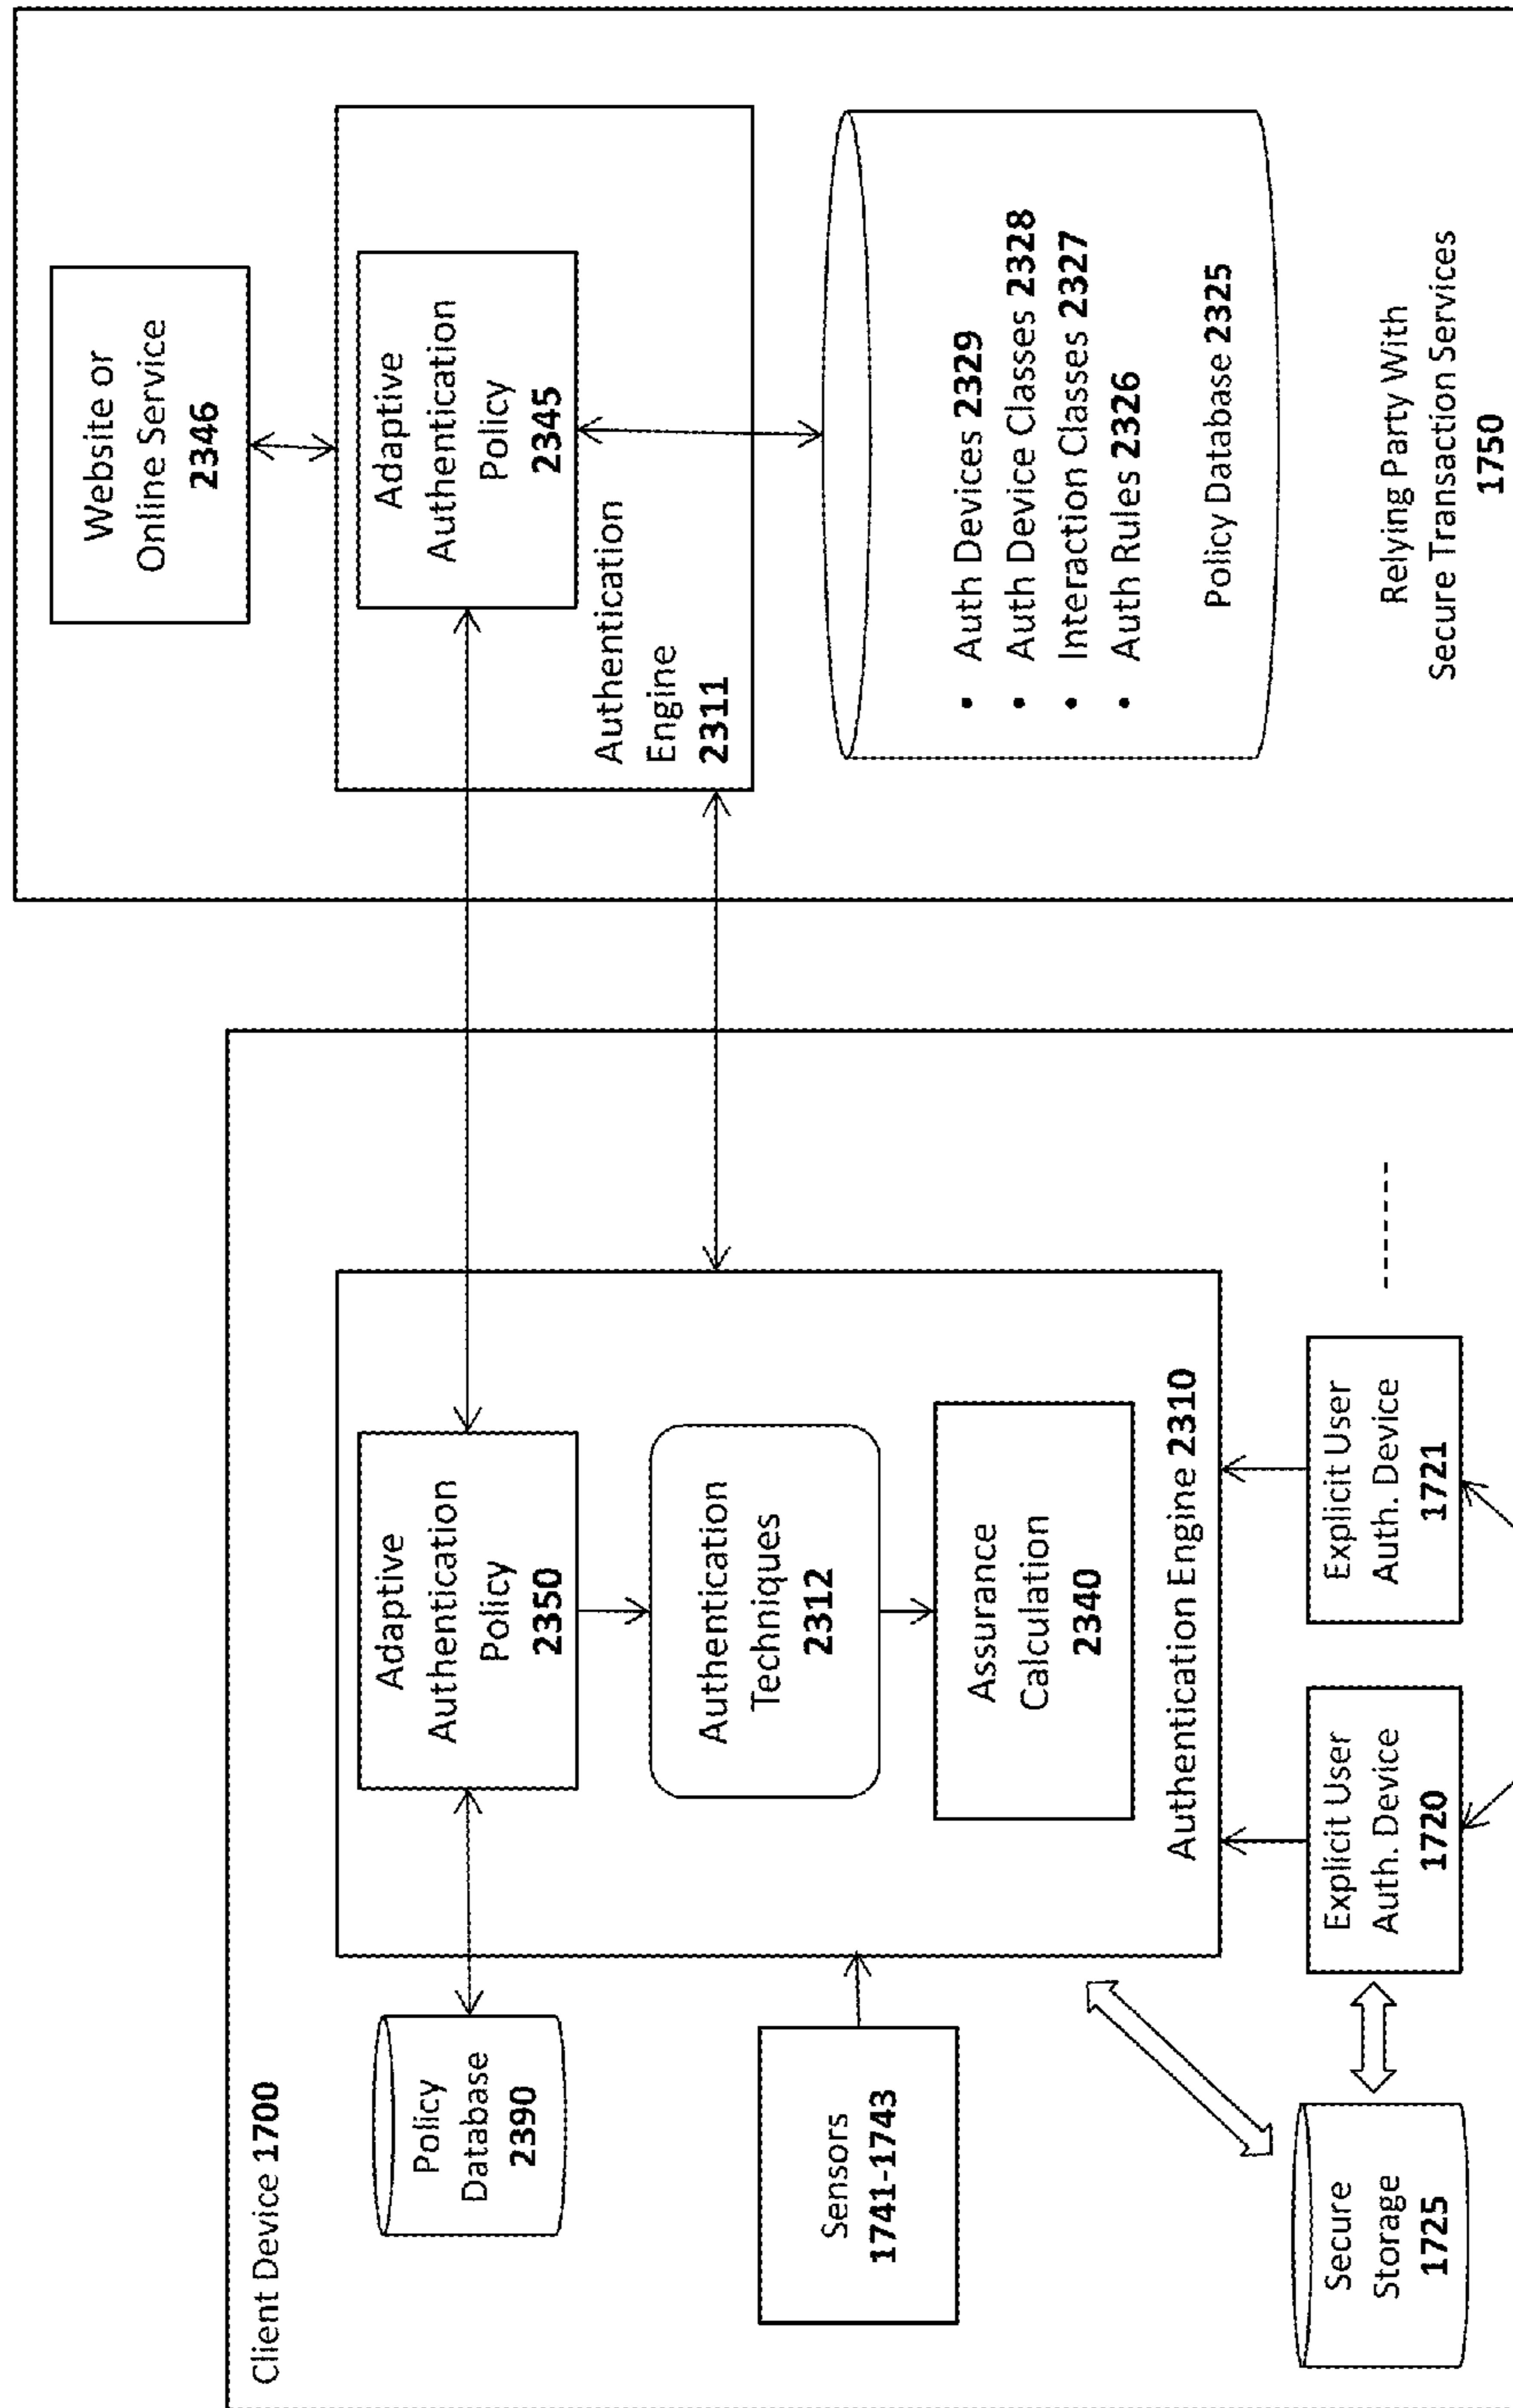 Client Device 1700
Policy
Database
2390
Sensors
1741-1743
Secure
Storage
1725
Adaptive
Authentication
Policy
2350
Authentication
Techniques
2312
Assurance
Calculation
2340
Authentication Engine 2310
Explicit User
Auth. Device
1720
Explicit User
Auth. Device
1721
Website or
Online Service
2346
Adaptive
Authentication
Policy
2345
Authentication
Engine
2311
• Auth Devices 2329
• Auth Device Classes 2328
• Interaction Classes 2327
• Auth Rules 2326
Policy Database 2325
Relying Party With
Secure Transaction Services
1750